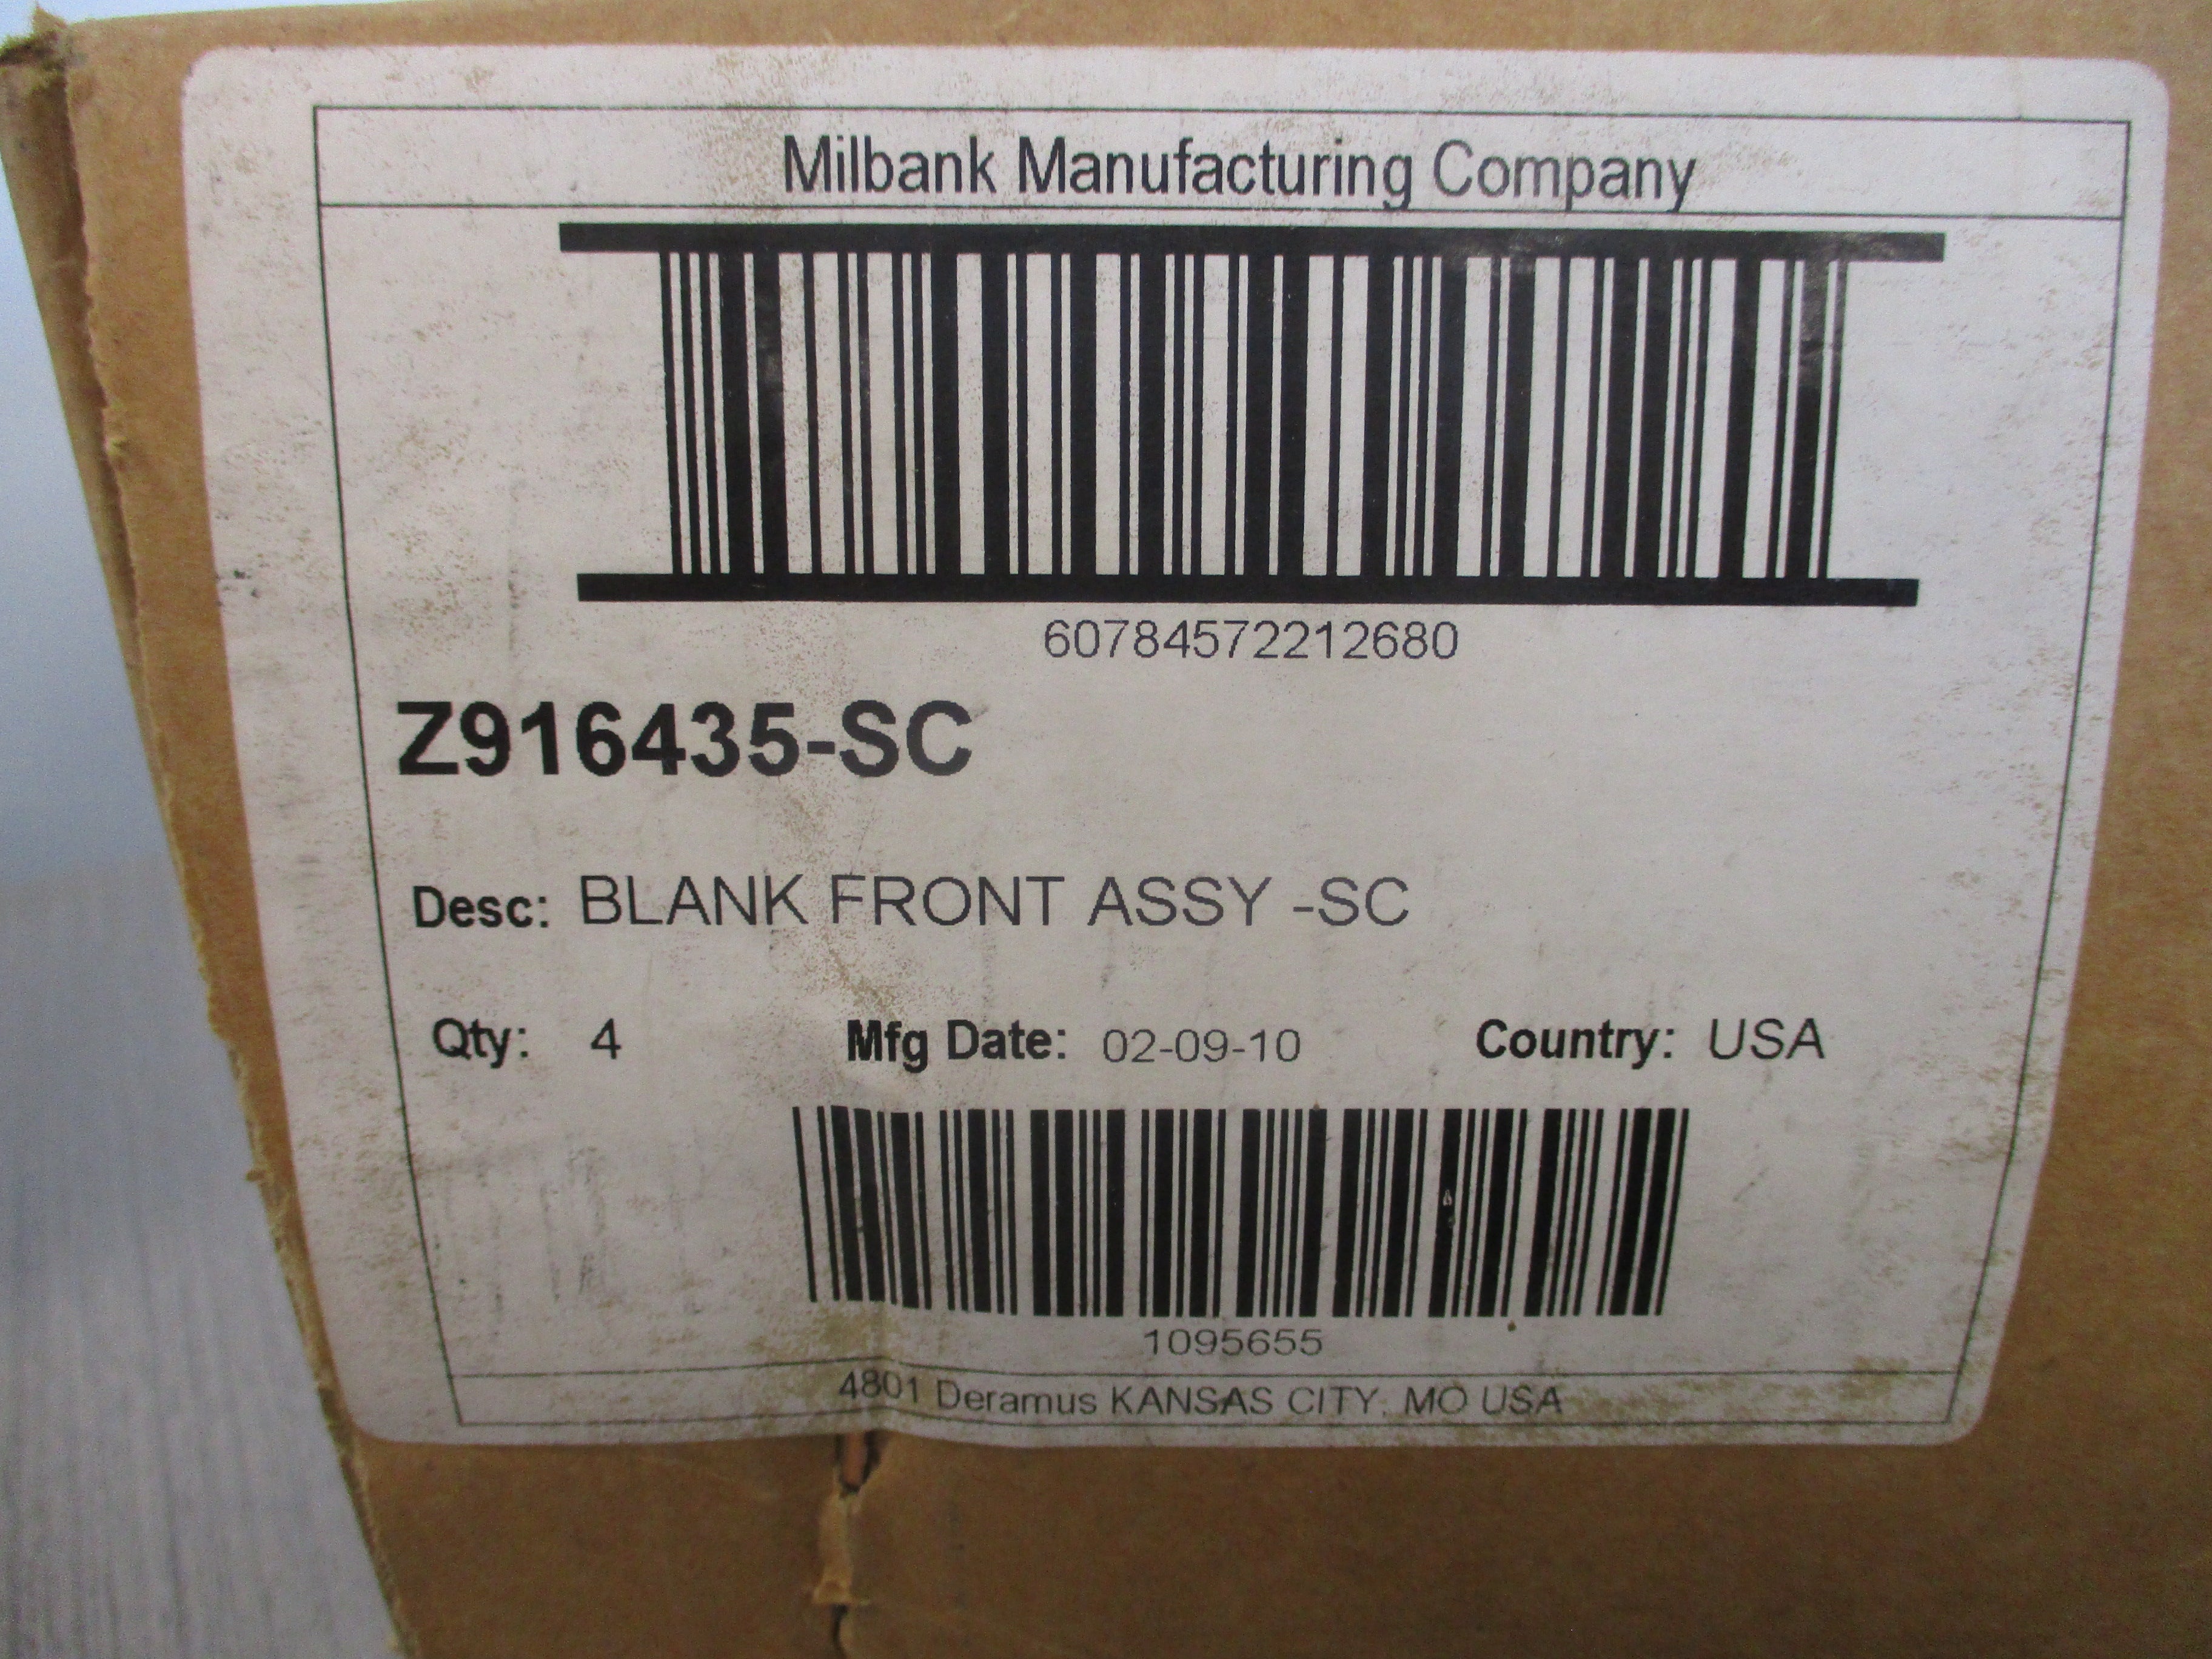 Milbank Manufacturing Company
60784572212680
Z916435-SC
Desc: BLANK FRONT ASSY -SC
Qty: 4 Mfg Date: 02-09-10 Country: USA
1095655
4801 Deramus KANSAS CITY, MO USA